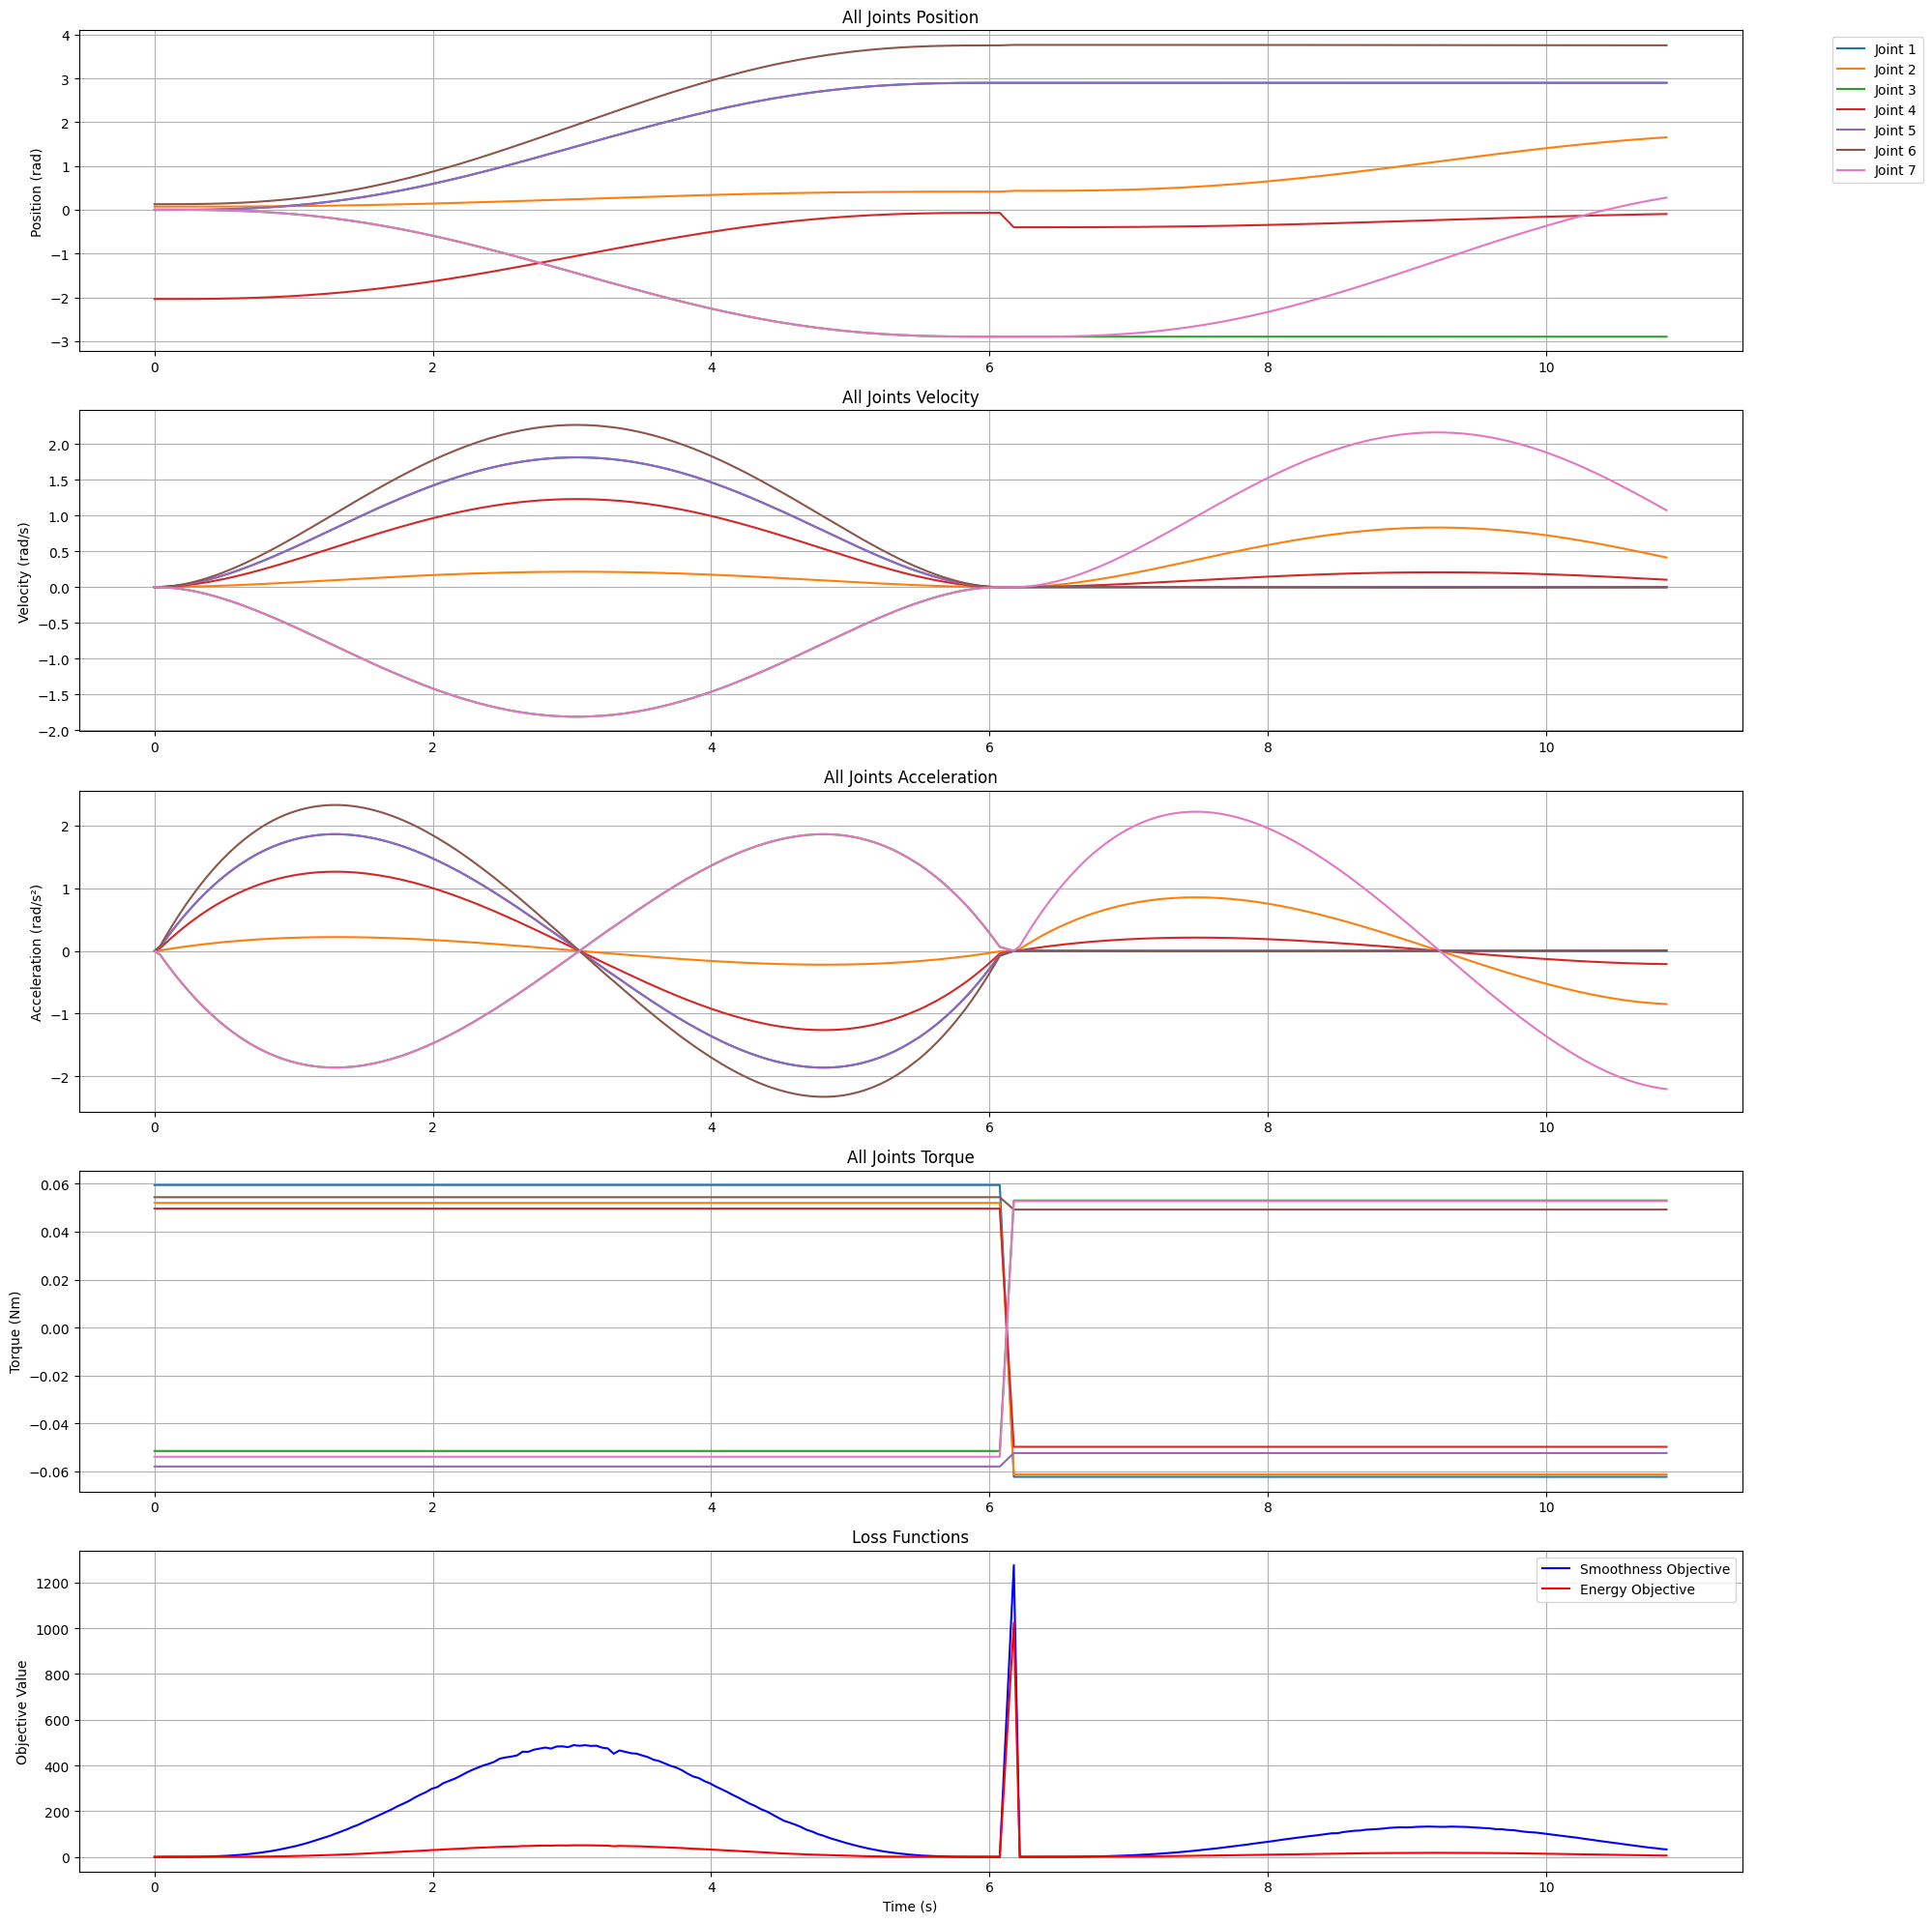 All Joints Position
Position (rad)
4
3
2
1
0
−1
−2
−3
0 2 4 6 8 10
Joint 1
Joint 2
Joint 3
Joint 4
Joint 5
Joint 6
Joint 7
All Joints Velocity
Velocity (rad/s)
2.0
1.5
1.0
0.5
0.0
−0.5
−1.0
−1.5
−2.0
0 2 4 6 8 10
All Joints Acceleration
Acceleration (rad/s²)
2
1
0
−1
−2
0 2 4 6 8 10
All Joints Torque
Torque (Nm)
0.06
0.04
0.02
0.00
−0.02
−0.04
−0.06
0 2 4 6 8 10
Loss Functions
Objective Value
1200
1000
800
600
400
200
0
Smoothness Objective
Energy Objective
0 2 4 6 8 10
Time (s)